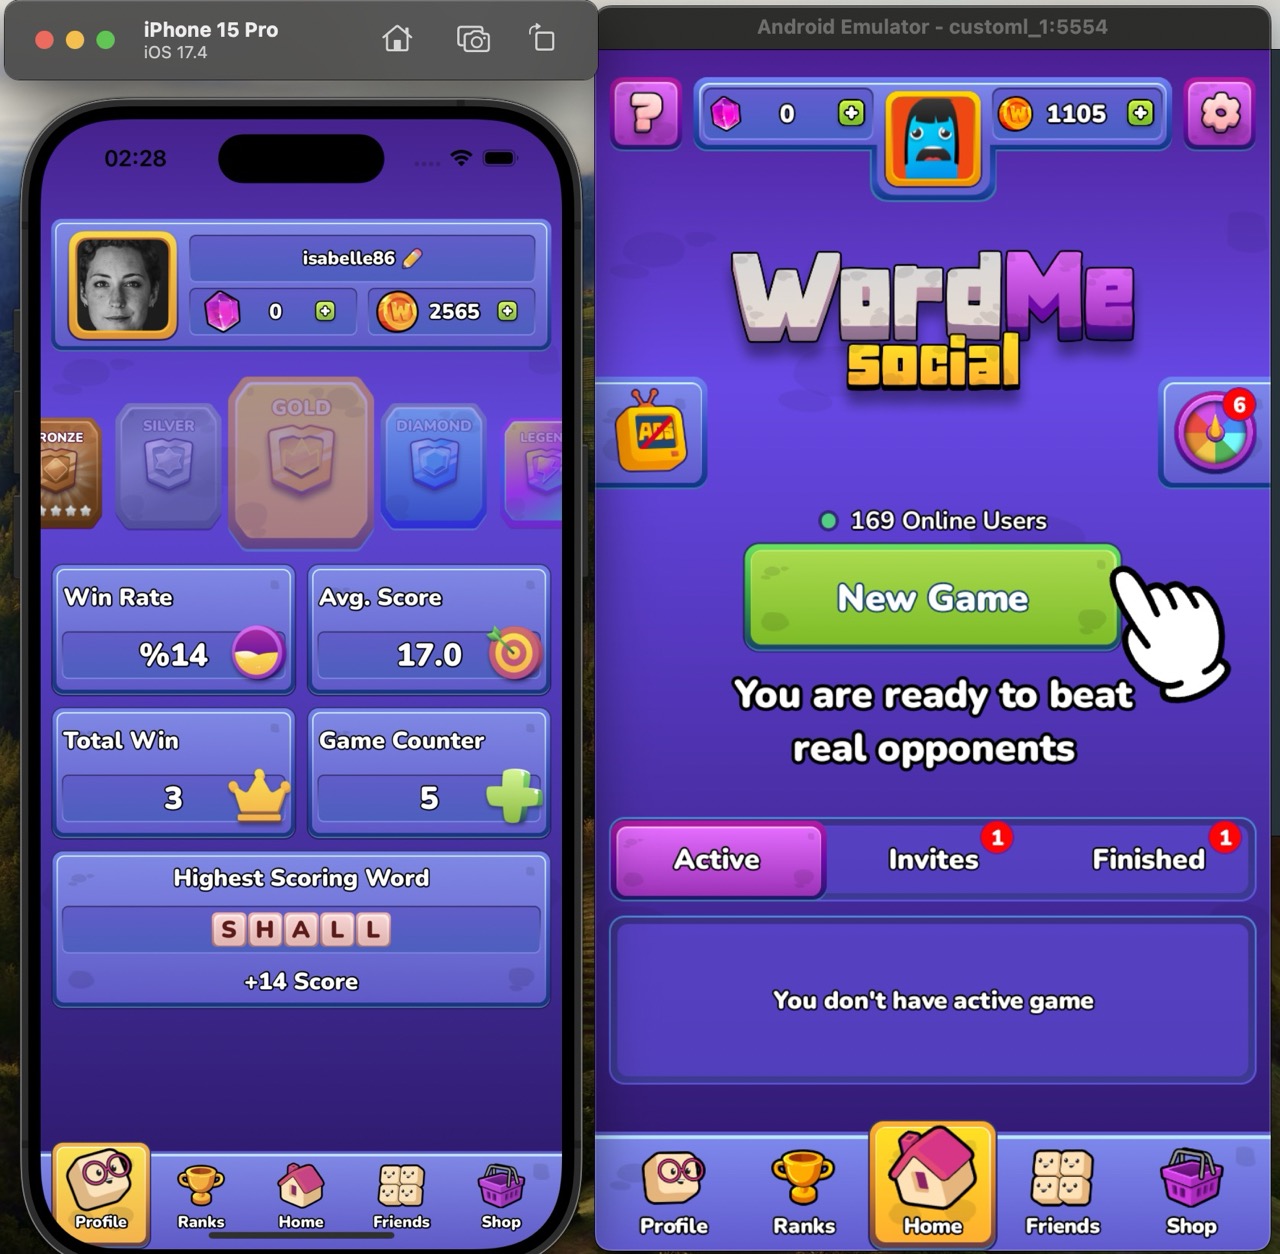 iPhone 15 Pro
iOS 17.4
02:28
isabelle86
0
2565
RONZE
SILVER
GOLD
DIAMOND
LEGEN
Win Rate
%14
Avg. Score
17.0
Total Win
3
Game Counter
5
Highest Scoring Word
SHALL
+14 Score
Profile
Ranks
Home
Friends
Shop
Android Emulator - customl_1:5554
?
0
W
1105
WordMe
social
ADS
6
169 Online Users
New Game
You are ready to beat
real opponents
Active
Invites
1
Finished
1
You don't have active game
Profile
Ranks
Home
Friends
Shop